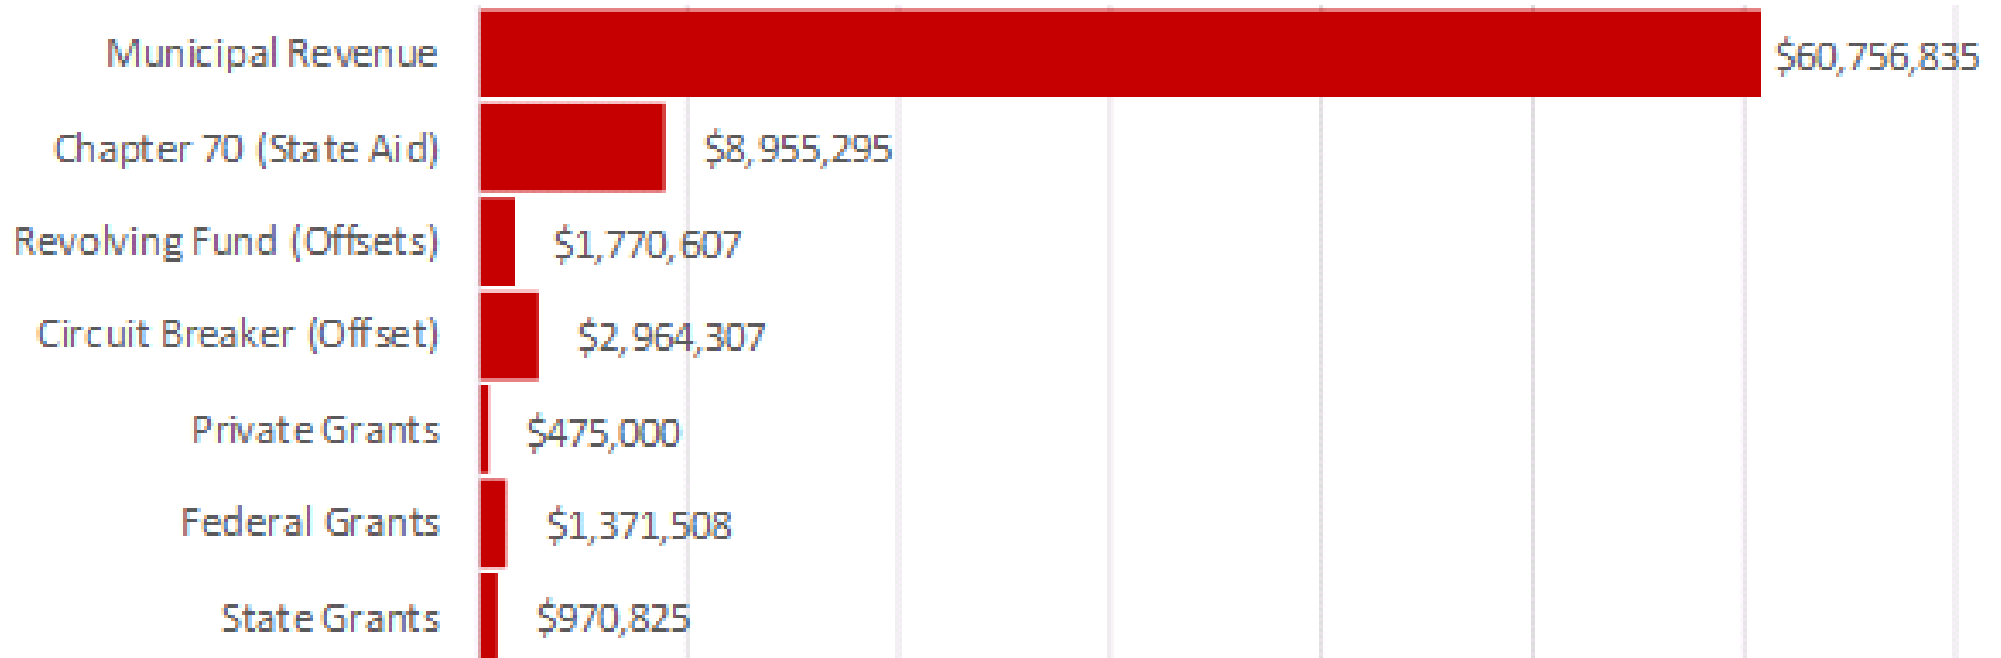 Municipal Revenue $60,756,835
Chapter 70 (State Aid) $8,955,295
Revolving Fund (Offsets) $1,770,607
Circuit Breaker (Offset) $2,964,307
Private Grants $475,000
Federal Grants $1,371,508
State Grants $970,825